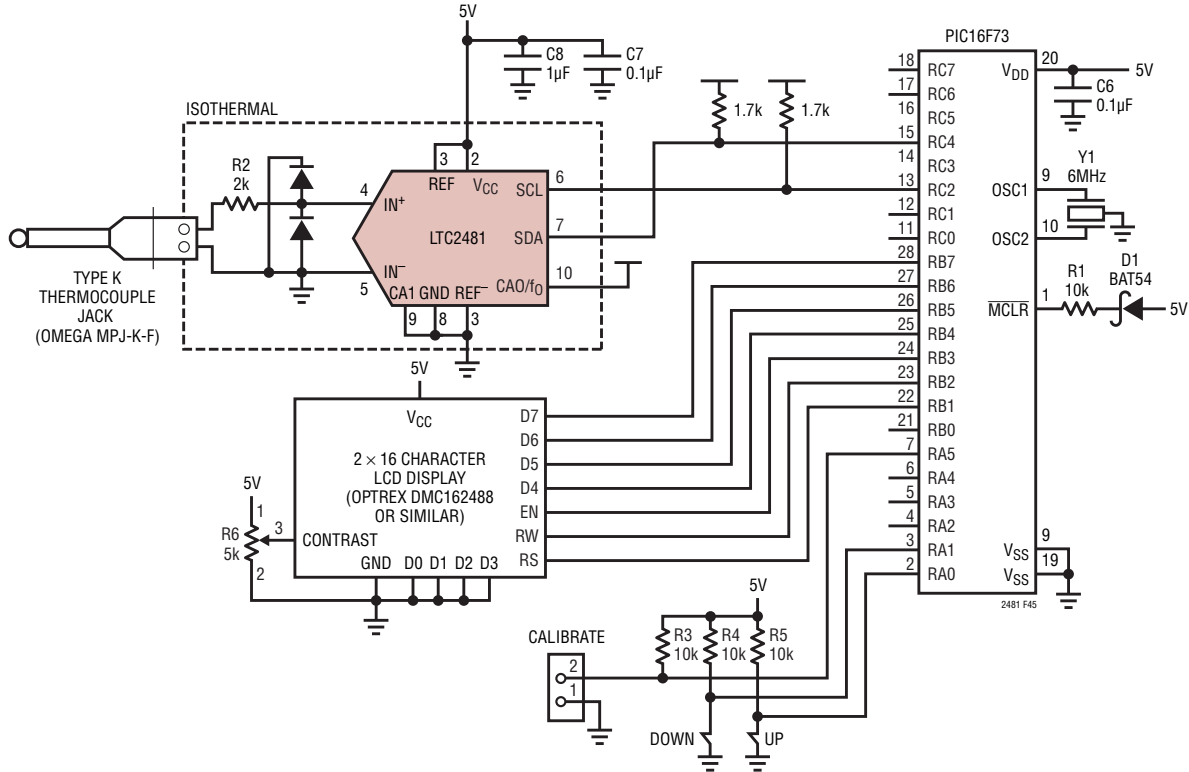 5V
C8
1µF
C7
0.1µF
ISOTHERMAL
R2
2k
TYPE K
THERMOCOUPLE
JACK
(OMEGA MPJ-K-F)
4
IN+
IN–
5
3
2
REF
VCC
LTC2481
SCL
6
SDA
7
CAO/fO
10
CA1 GND REF–
9
8
3
1.7k
1.7k
PIC16F73
18 RC7
17 RC6
16 RC5
15 RC4
14 RC3
13 RC2
12 RC1
11 RC0
28 RB7
27 RB6
26 RB5
25 RB4
24 RB3
23 RB2
22 RB1
21 RB0
7 RA5
6 RA4
5 RA3
4 RA2
3 RA1
2 RA0
VDD 20
5V
C6
0.1µF
Y1
6MHz
OSC1 9
OSC2 10
MCLR 1
R1
10k
D1
BAT54
5V
VSS 9
VSS 19
2481 F45
5V
VCC
2 × 16 CHARACTER
LCD DISPLAY
(OPTREX DMC162488
OR SIMILAR)
CONTRAST
GND D0 D1 D2 D3
D7
D6
D5
D4
EN
RW
RS
5V
1
R6
5k
3
2
CALIBRATE
2
1
5V
R3
10k
R4
10k
R5
10k
DOWN
UP